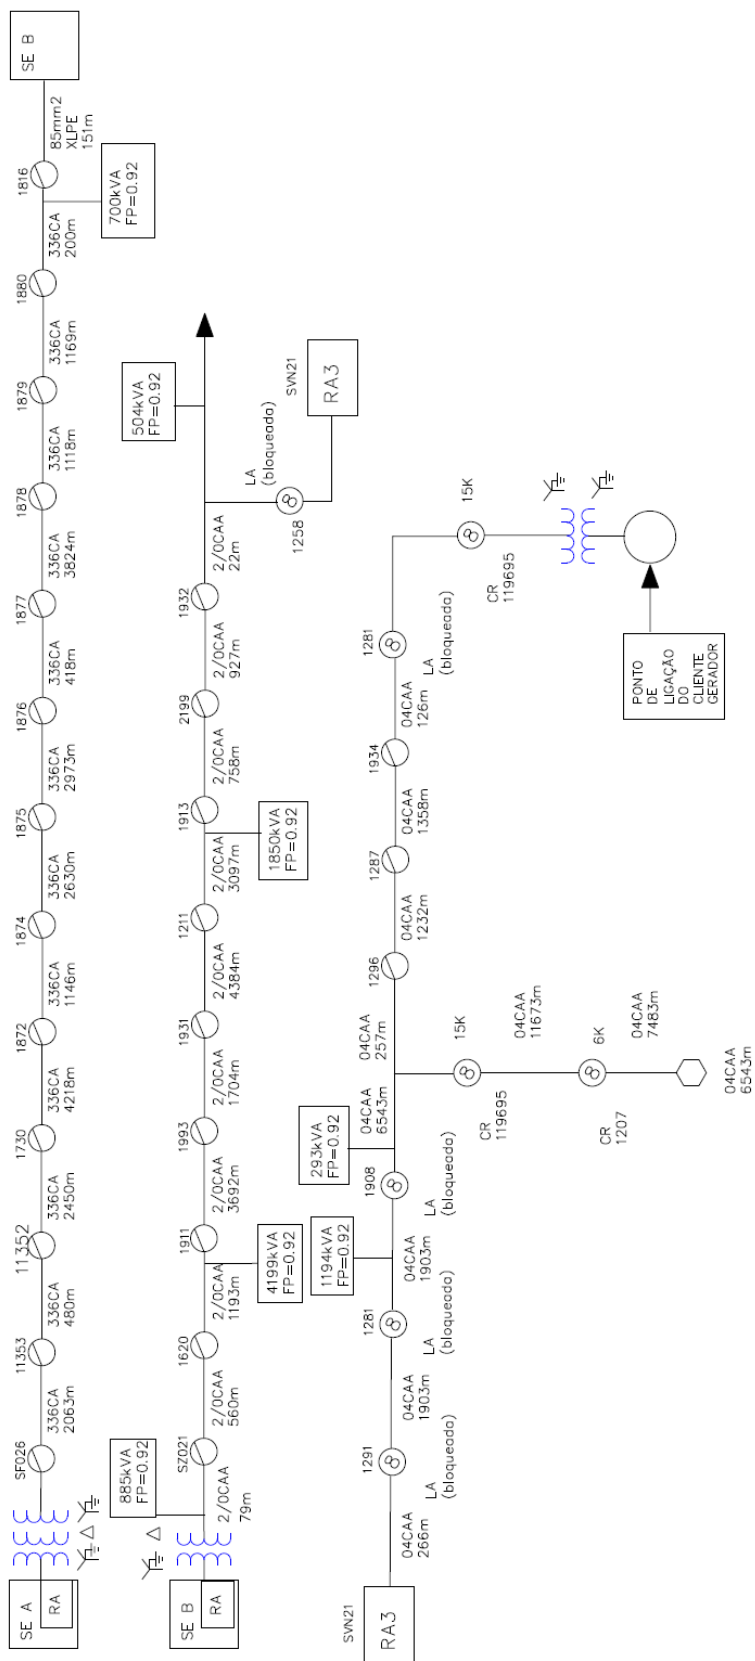 SE A
RA
SF026
336CA
2063m
11353
336CA
480m
11352
336CA
2450m
1730
336CA
4218m
1872
336CA
1146m
1874
336CA
2630m
1875
336CA
2973m
1876
336CA
418m
1877
336CA
3824m
1878
336CA
1118m
1879
336CA
1169m
1880
336CA
200m
700kVA
FP=0.92
1816
85mm2
XLPE
151m
SE B
SE B
RA
885kVA
FP=0.92
2/0CAA
79m
SZ021
2/0CAA
560m
1620
2/0CAA
1193m
4199kVA
FP=0.92
1911
2/0CAA
3692m
1993
2/0CAA
1704m
1931
2/0CAA
4384m
1211
2/0CAA
3097m
1850kVA
FP=0.92
1913
2/0CAA
758m
2199
2/0CAA
927m
1932
2/0CAA
22m
504kVA
FP=0.92
LA
(bloqueada)
1258
SVN21
RA3
SVN21
RA3
04CAA
266m
1291
LA
(bloqueada)
04CAA
1903m
1281
LA
(bloqueada)
1194kVA
FP=0.92
04CAA
1903m
1908
LA
(bloqueada)
293kVA
FP=0.92
04CAA
6543m
04CAA
257m
15K
CR
119695
04CAA
11673m
6K
CR
1207
04CAA
7483m
04CAA
6543m
1296
04CAA
1232m
1287
04CAA
1358m
1934
04CAA
126m
1281
LA
(bloqueada)
15K
CR
119695
PONTO
DE
LIGAÇÃO
DO
CLIENTE
GERADOR